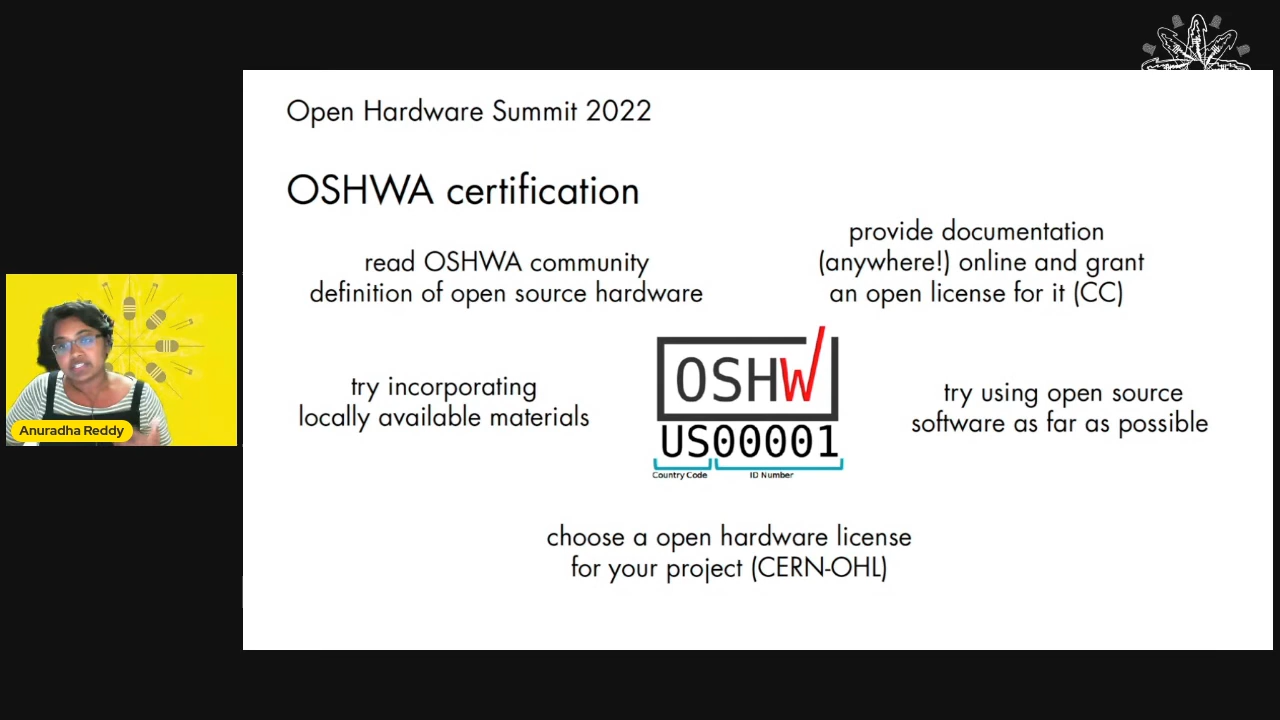 Open Hardware Summit 2022
OSHWA certification
read OSHWA community
definition of open source hardware
provide documentation
(anywhere!) online and grant
an open license for it (CC)
try incorporating
locally available materials
OSHW
US00001
Country Code
ID Number
try using open source
software as far as possible
choose a open hardware license
for your project (CERN-OHL)
Anuradha Reddy